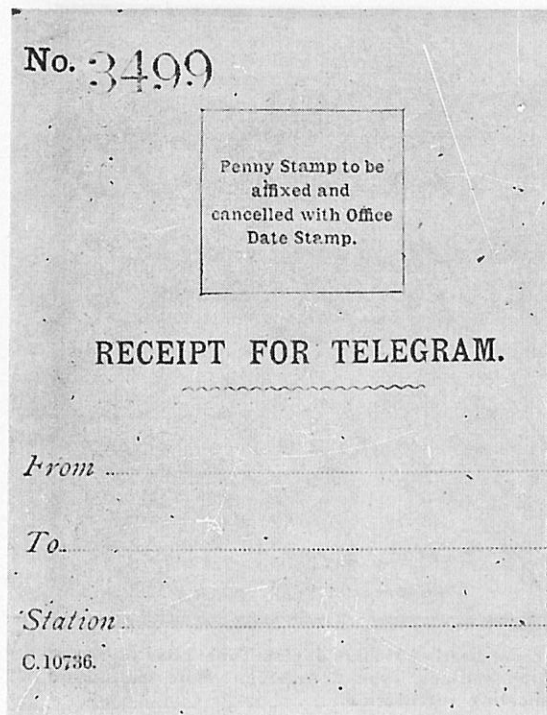 No. 3499
Penny Stamp to be
affixed and
cancelled with Office
Date Stamp.
RECEIPT FOR TELEGRAM.
From
To
Station
C.10736.